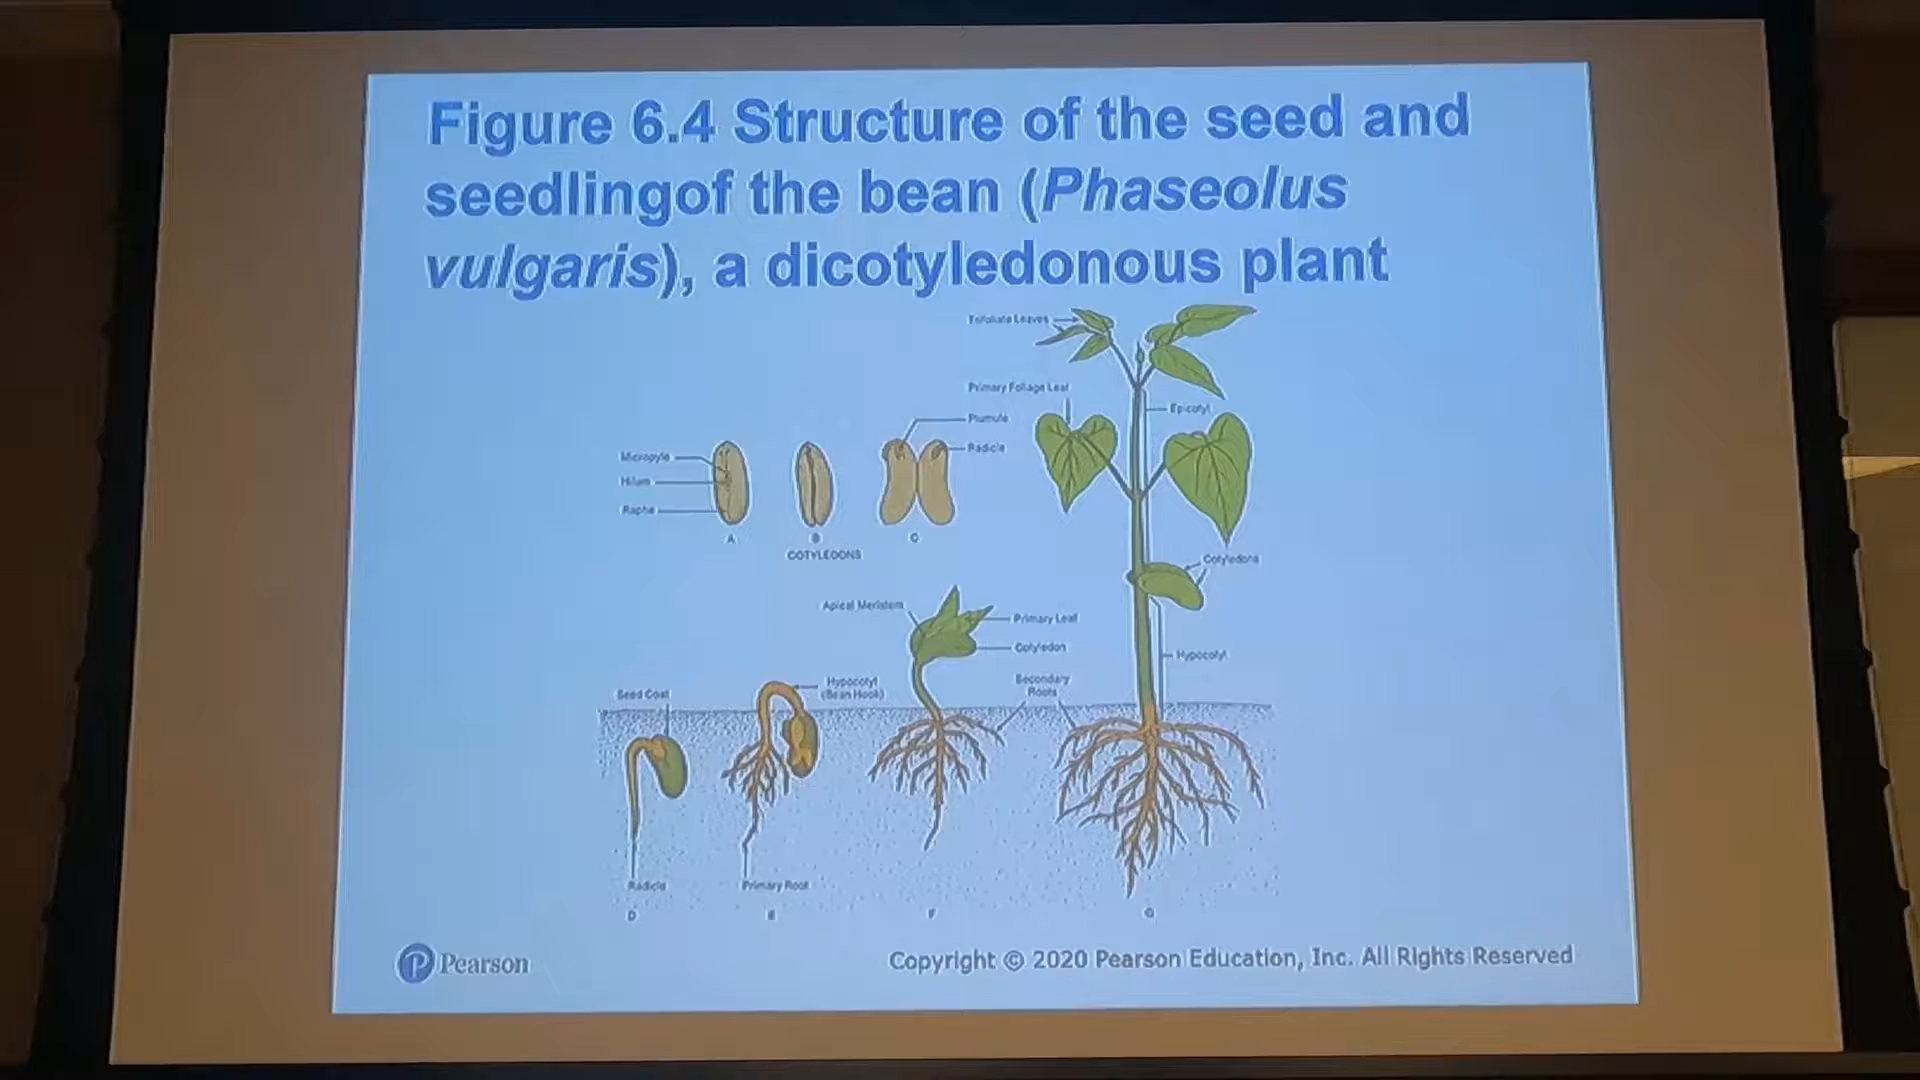 Figure 6.4 Structure of the seed and
seedlingof the bean (Phaseolus
vulgaris), a dicotyledonous plant
Trifoliate Leaves
Primary Foliage Leaf
Plumule
Radicle
Epicotyl
Micropyle
Hilum
Raphe
A
B
C
COTYLEDONS
Cotyledons
Apical Meristem
Primary Leaf
Cotyledon
Hypocotyl
Seed Coat
Hypocotyl
(Bean Hook)
Secondary
Roots
Radicle
Primary Root
D
E
F
G
Pearson
Copyright © 2020 Pearson Education, Inc. All Rights Reserved